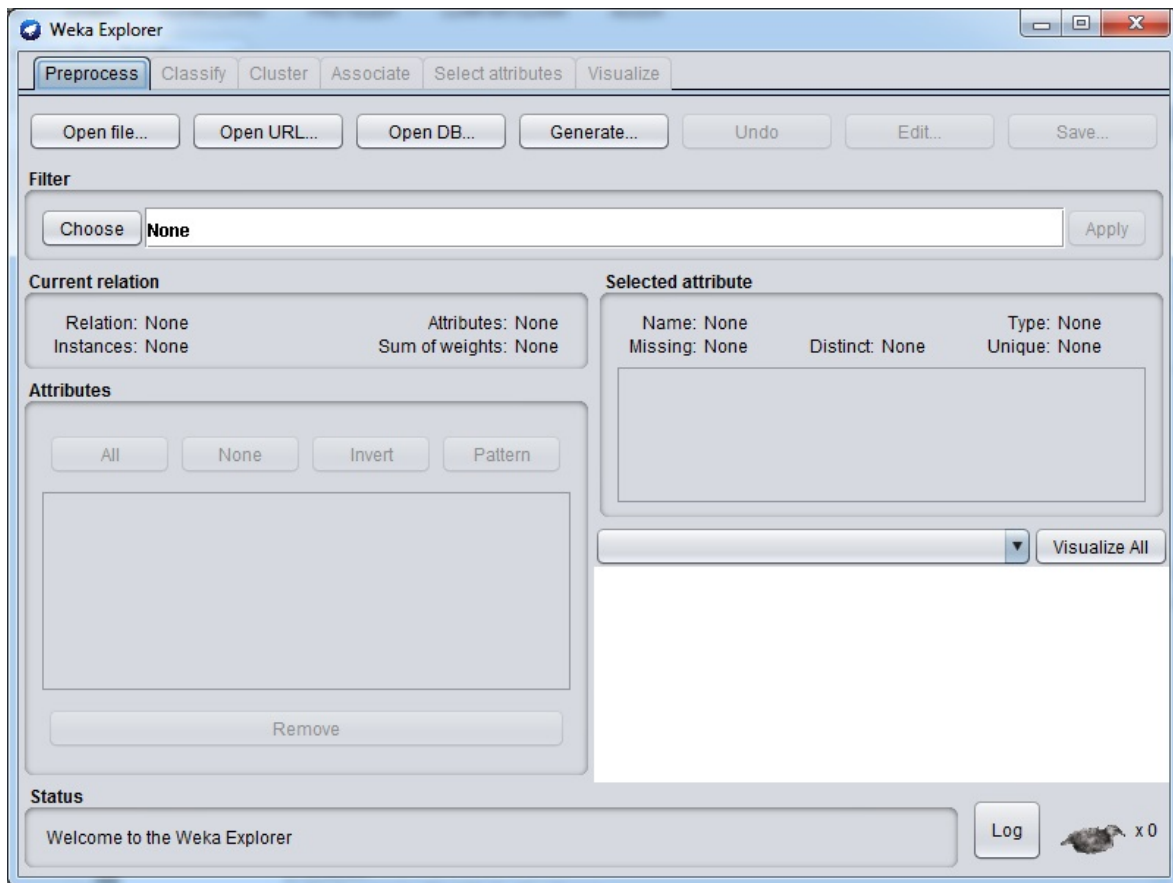 Weka Explorer
Preprocess Classify Cluster Associate Select attributes Visualize
Open file... Open URL... Open DB... Generate... Undo Edit... Save...
Filter
Choose None Apply
Current relation
Relation: None Attributes: None
Instances: None Sum of weights: None
Selected attribute
Name: None Type: None
Missing: None Distinct: None Unique: None
Attributes
All None Invert Pattern
Remove
Visualize All
Status
Welcome to the Weka Explorer
Log x 0